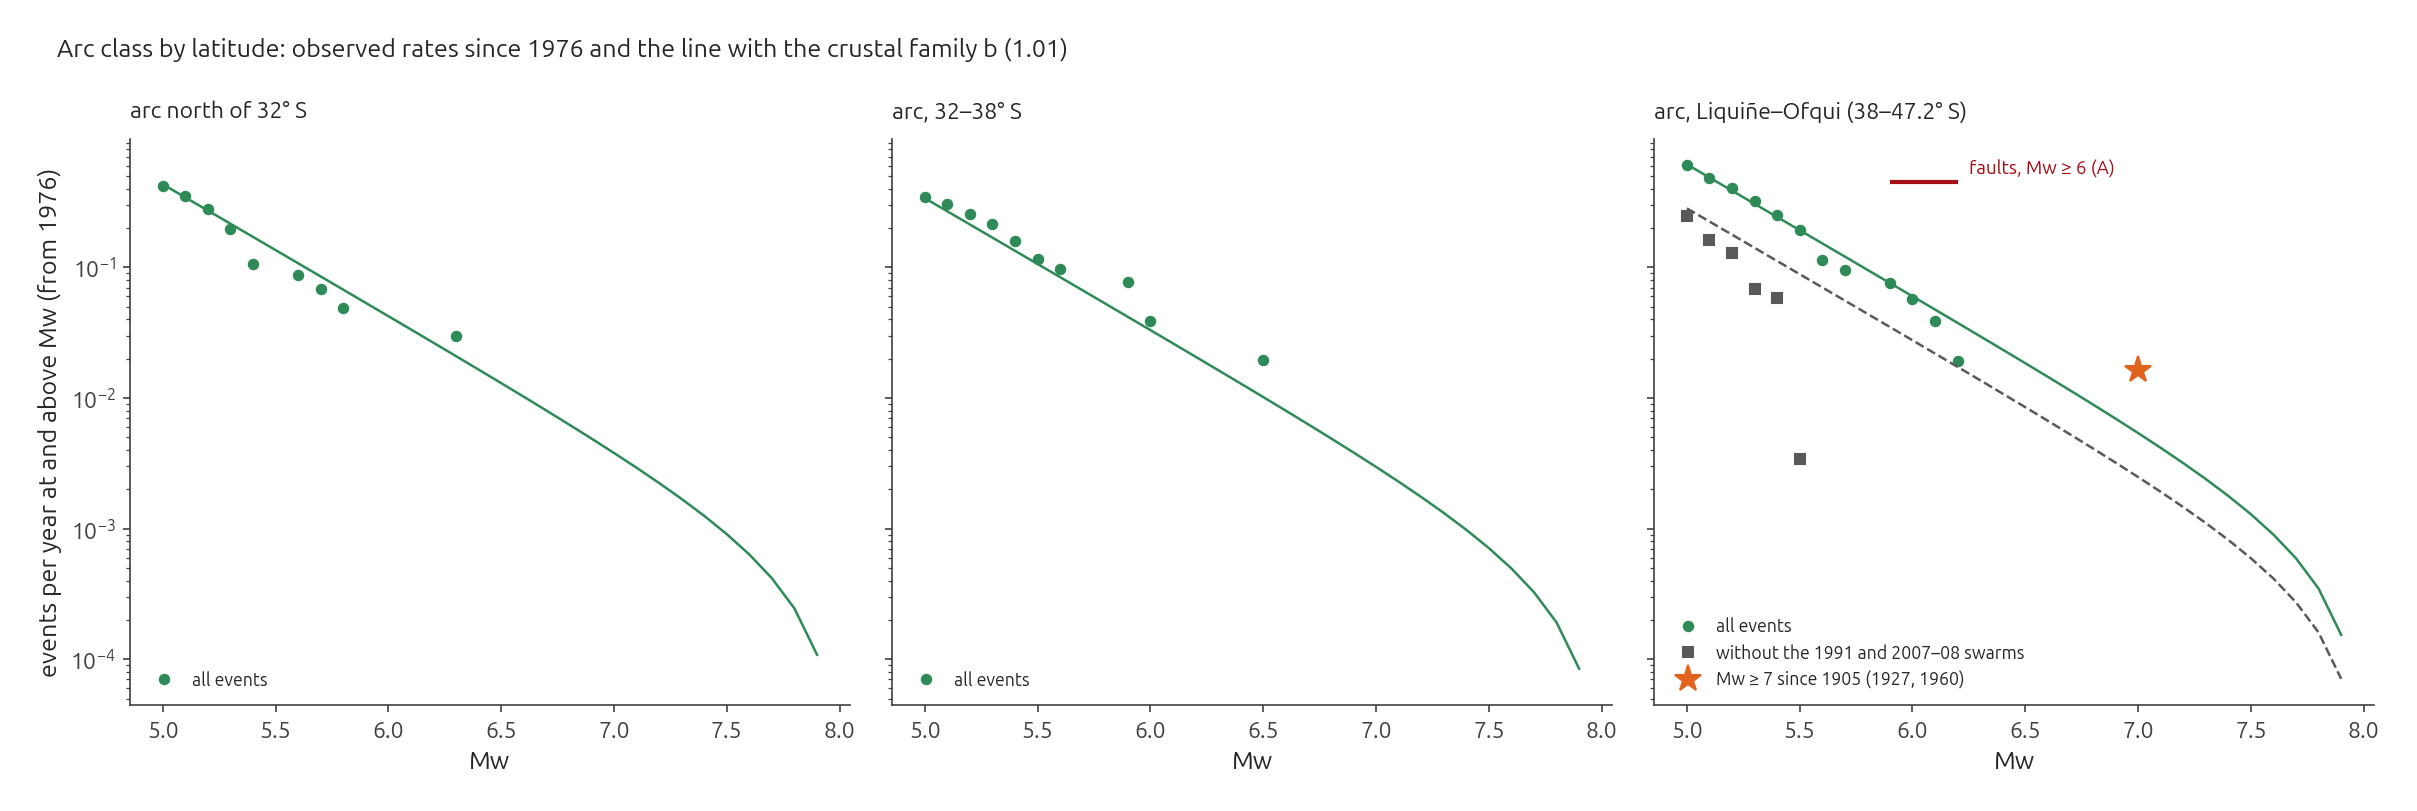 Arc class by latitude: observed rates since 1976 and the line with the crustal family b (1.01)
arc north of 32° S
arc, 32–38° S
arc, Liquiñe–Ofqui (38–47.2° S)
events per year at and above Mw (from 1976)
10⁻¹
10⁻²
10⁻³
10⁻⁴
faults, Mw ≥ 6 (A)
all events
all events
all events
without the 1991 and 2007–08 swarms
Mw ≥ 7 since 1905 (1927, 1960)
5.0 5.5 6.0 6.5 7.0 7.5 8.0
5.0 5.5 6.0 6.5 7.0 7.5 8.0
5.0 5.5 6.0 6.5 7.0 7.5 8.0
Mw
Mw
Mw